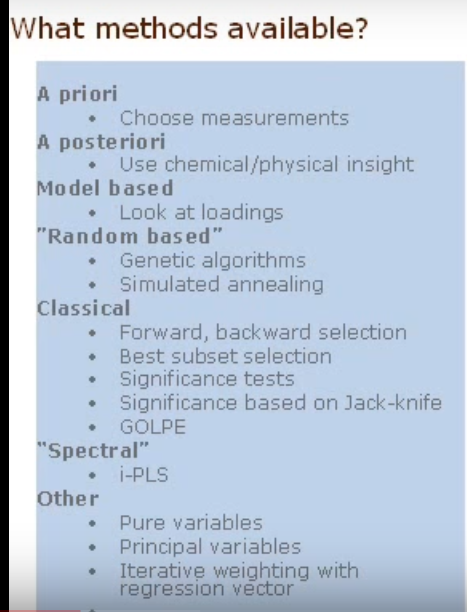 What methods available?
A priori
• Choose measurements
A posteriori
• Use chemical/physical insight
Model based
• Look at loadings
"Random based"
• Genetic algorithms
• Simulated annealing
Classical
• Forward, backward selection
• Best subset selection
• Significance tests
• Significance based on Jack-knife
• GOLPE
"Spectral"
• i-PLS
Other
• Pure variables
• Principal variables
• Iterative weighting with
regression vector